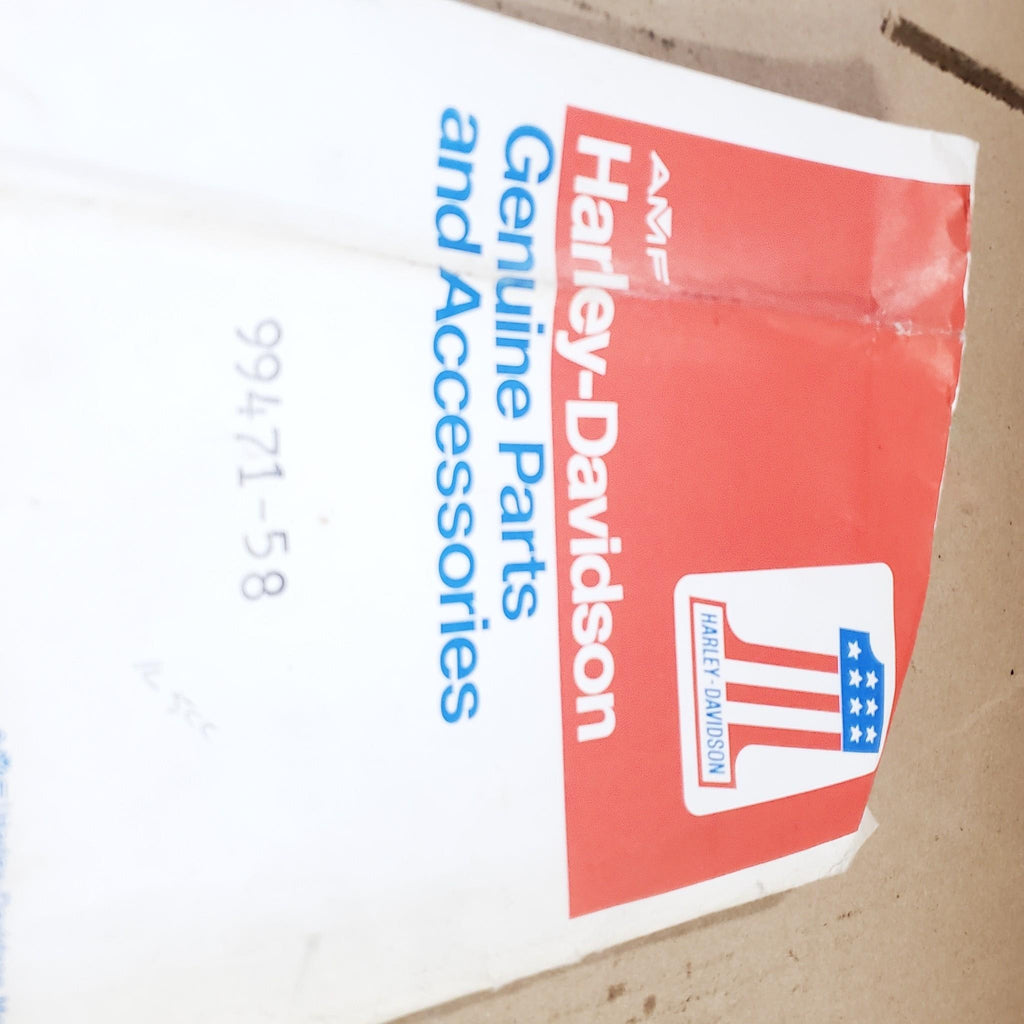 AMF
Harley-Davidson
HARLEY-DAVIDSON
Genuine Parts
and Accessories
99471-58